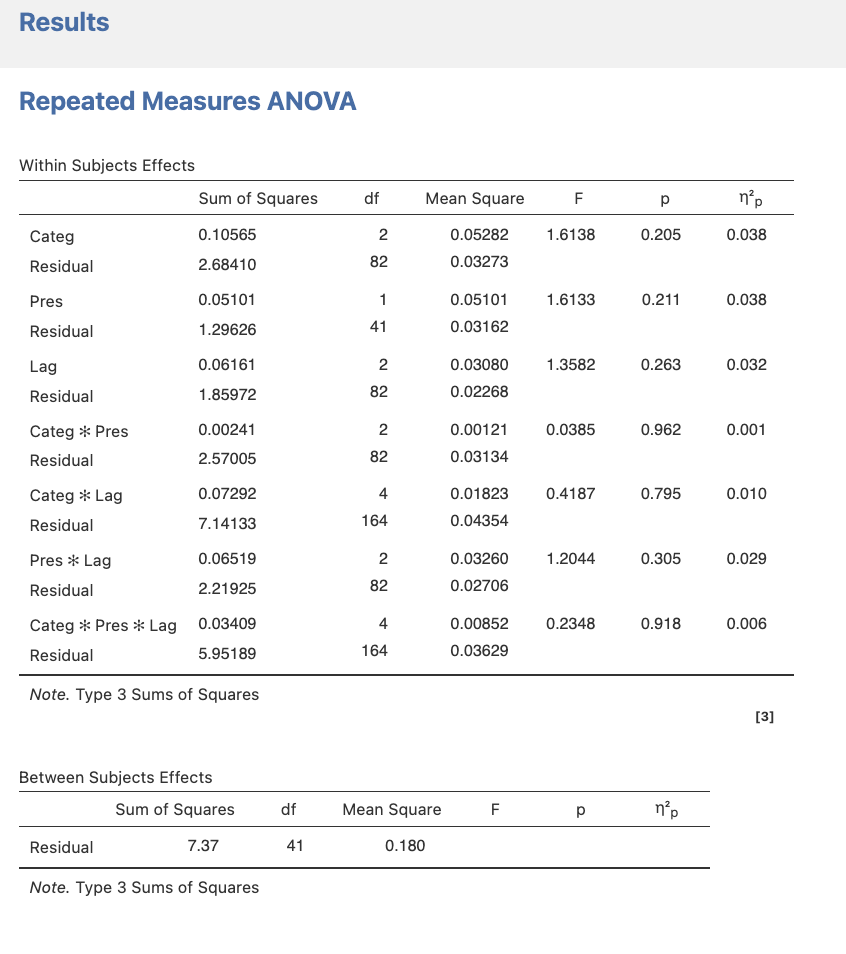 Results
Repeated Measures ANOVA
Within Subjects Effects
Sum of Squares df Mean Square F p η²p
Categ 0.10565 2 0.05282 1.6138 0.205 0.038
Residual 2.68410 82 0.03273
Pres 0.05101 1 0.05101 1.6133 0.211 0.038
Residual 1.29626 41 0.03162
Lag 0.06161 2 0.03080 1.3582 0.263 0.032
Residual 1.85972 82 0.02268
Categ ✻ Pres 0.00241 2 0.00121 0.0385 0.962 0.001
Residual 2.57005 82 0.03134
Categ ✻ Lag 0.07292 4 0.01823 0.4187 0.795 0.010
Residual 7.14133 164 0.04354
Pres ✻ Lag 0.06519 2 0.03260 1.2044 0.305 0.029
Residual 2.21925 82 0.02706
Categ ✻ Pres ✻ Lag 0.03409 4 0.00852 0.2348 0.918 0.006
Residual 5.95189 164 0.03629
Note. Type 3 Sums of Squares
[3]
Between Subjects Effects
Sum of Squares df Mean Square F p η²p
Residual 7.37 41 0.180
Note. Type 3 Sums of Squares